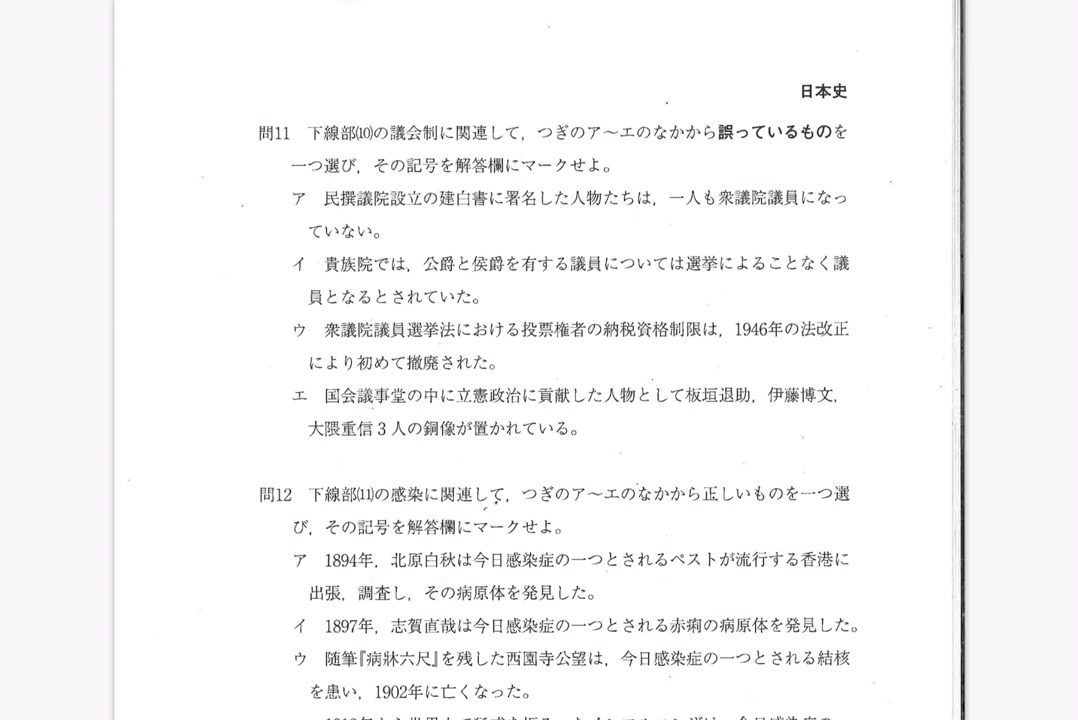 日本史
問11 下線部⑽の議会制に関連して，つぎのア～エのなかから誤っているものを
一つ選び，その記号を解答欄にマークせよ。
ア 民撰議院設立の建白書に署名した人物たちは，一人も衆議院議員になっ
ていない。
イ 貴族院では，公爵と侯爵を有する議員については選挙によることなく議
員となるとされていた。
ウ 衆議院議員選挙法における投票権者の納税資格制限は，1946年の法改正
により初めて撤廃された。
エ 国会議事堂の中に立憲政治に貢献した人物として板垣退助，伊藤博文，
大隈重信3人の銅像が置かれている。
問12 下線部⑾の感染に関連して，つぎのア～エのなかから正しいものを一つ選
び，その記号を解答欄にマークせよ。
ア 1894年，北原白秋は今日感染症の一つとされるペストが流行する香港に
出張，調査し，その病原体を発見した。
イ 1897年，志賀直哉は今日感染症の一つとされる赤痢の病原体を発見した。
ウ 随筆『病牀六尺』を残した西園寺公望は，今日感染症の一つとされる結核
を患い，1902年に亡くなった。